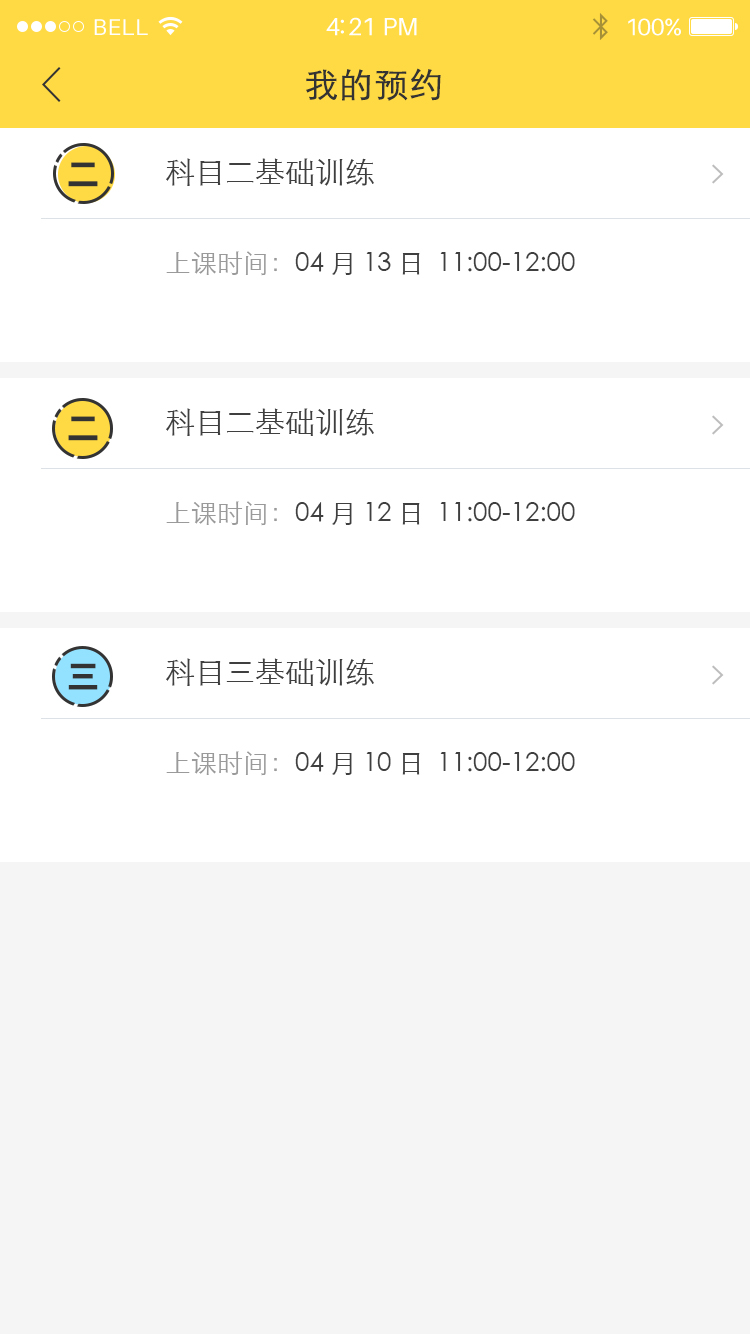 BELL 4:21 PM 100%
我的预约
二 科目二基础训练
上课时间: 04 月 13 日 11:00-12:00
二 科目二基础训练
上课时间: 04 月 12 日 11:00-12:00
三 科目三基础训练
上课时间: 04 月 10 日 11:00-12:00